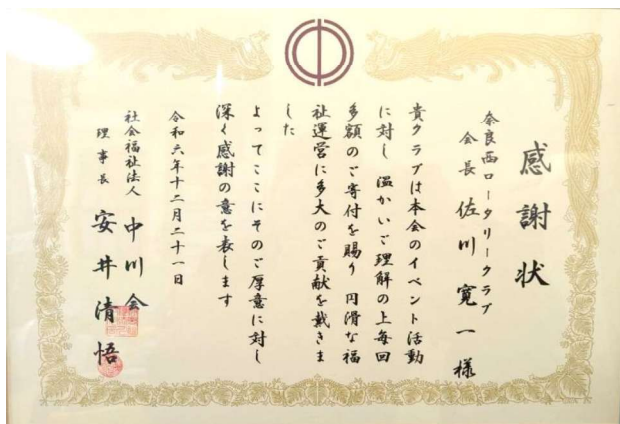 感謝状
奈良西ロータリークラブ
会長 佐川寛一様
貴クラブは本会のイベント活動
に対し 温かいご理解の上毎回
多額のご寄付を賜り 円滑な福
祉運営に多大のご貢献を戴きま
した
よってここにそのご厚意に対し
深く感謝の意を表します
令和六年十二月二十一日
社会福祉法人 中川会
理事長 安井清悟